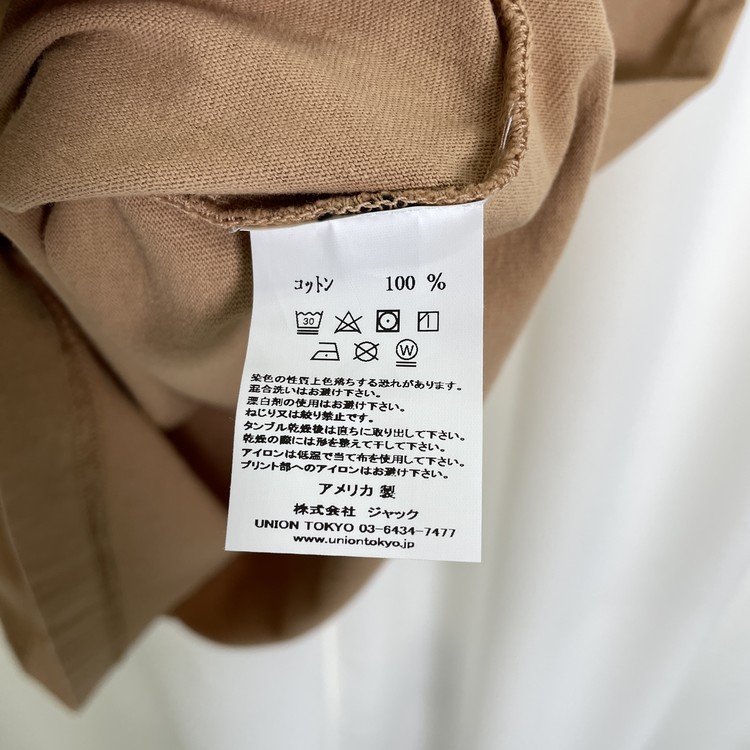 コットン 100 %
30
W
染色の性質上色落ちする恐れがあります。
混合洗いはお避け下さい。
漂白剤の使用はお避け下さい。
ねじり又は絞り禁止です。
タンブル乾燥後は直ちに取り出して下さい。
乾燥の際には形を整えて干して下さい。
アイロンは低温で当て布を使用して下さい。
プリント部へのアイロンはお避け下さい。
アメリカ 製
株式会社 ジャック
UNION TOKYO 03-6434-7477
www.uniontokyo.jp